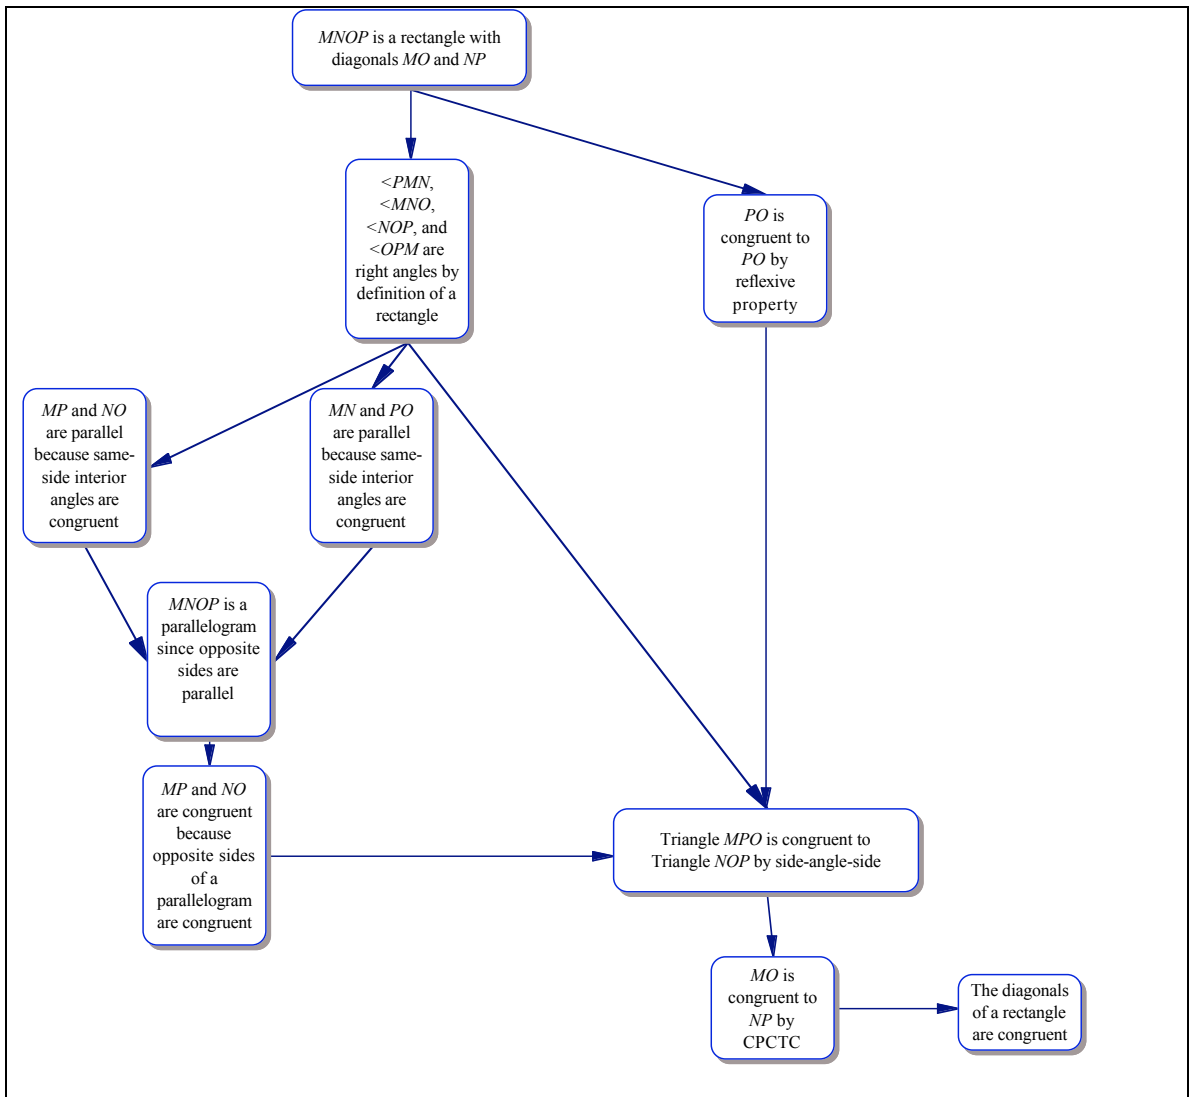 MNOP is a rectangle with
diagonals MO and NP
<PMN,
<MNO,
<NOP, and
<OPM are
right angles by
definition of a
rectangle
PO is
congruent to
PO by
reflexive
property
MP and NO
are parallel
because same-
side interior
angles are
congruent
MN and PO
are parallel
because same-
side interior
angles are
congruent
MNOP is a
parallelogram
since opposite
sides are
parallel
MP and NO
are congruent
because
opposite sides
of a
parallelogram
are congruent
Triangle MPO is congruent to
Triangle NOP by side-angle-side
MO is
congruent to
NP by
CPCTC
The diagonals
of a rectangle
are congruent